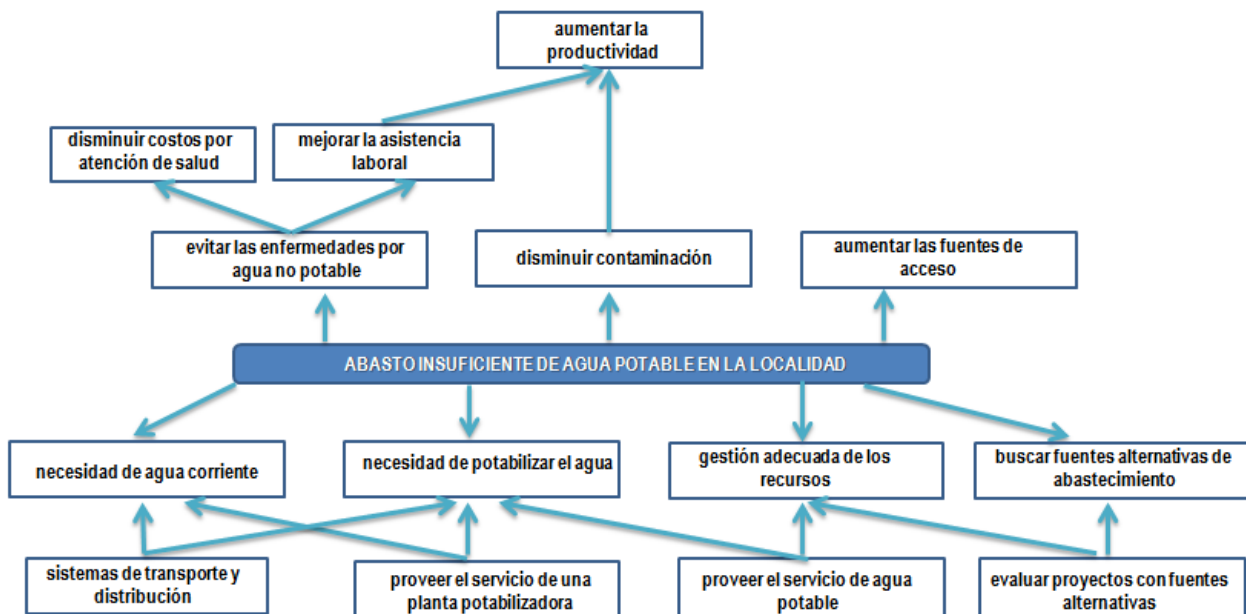 aumentar la
productividad
disminuir costos por
atención de salud
mejorar la asistencia
laboral
evitar las enfermedades por
agua no potable
disminuir contaminación
aumentar las fuentes de
acceso
ABASTO INSUFICIENTE DE AGUA POTABLE EN LA LOCALIDAD
necesidad de agua corriente
necesidad de potabilizar el agua
gestión adecuada de los
recursos
buscar fuentes alternativas de
abastecimiento
sistemas de transporte y
distribución
proveer el servicio de una
planta potabilizadora
proveer el servicio de agua
potable
evaluar proyectos con fuentes
alternativas